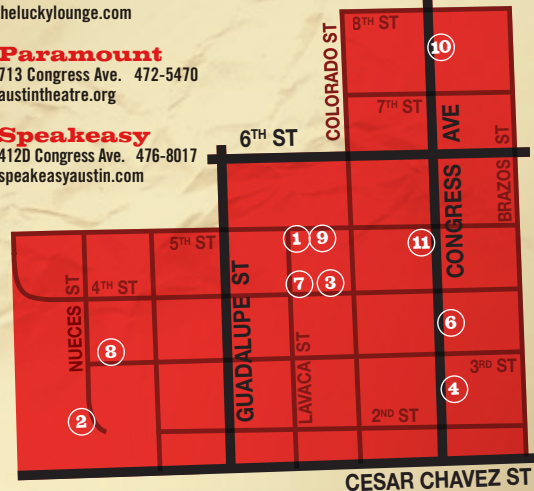 heluckylounge.com
Paramount
713 Congress Ave. 472-5470
austintheatre.org
Speakeasy
412D Congress Ave. 476-8017
speakeasyaustin.com
8TH ST
10
COLORADO ST
7TH ST
6TH ST
CONGRESS AVE
BRAZOS ST
1
9
5TH ST
11
NUECES ST
4TH ST
GUADALUPE ST
7
3
6
LAVACA ST
8
3RD ST
4
2
2ND ST
CESAR CHAVEZ ST